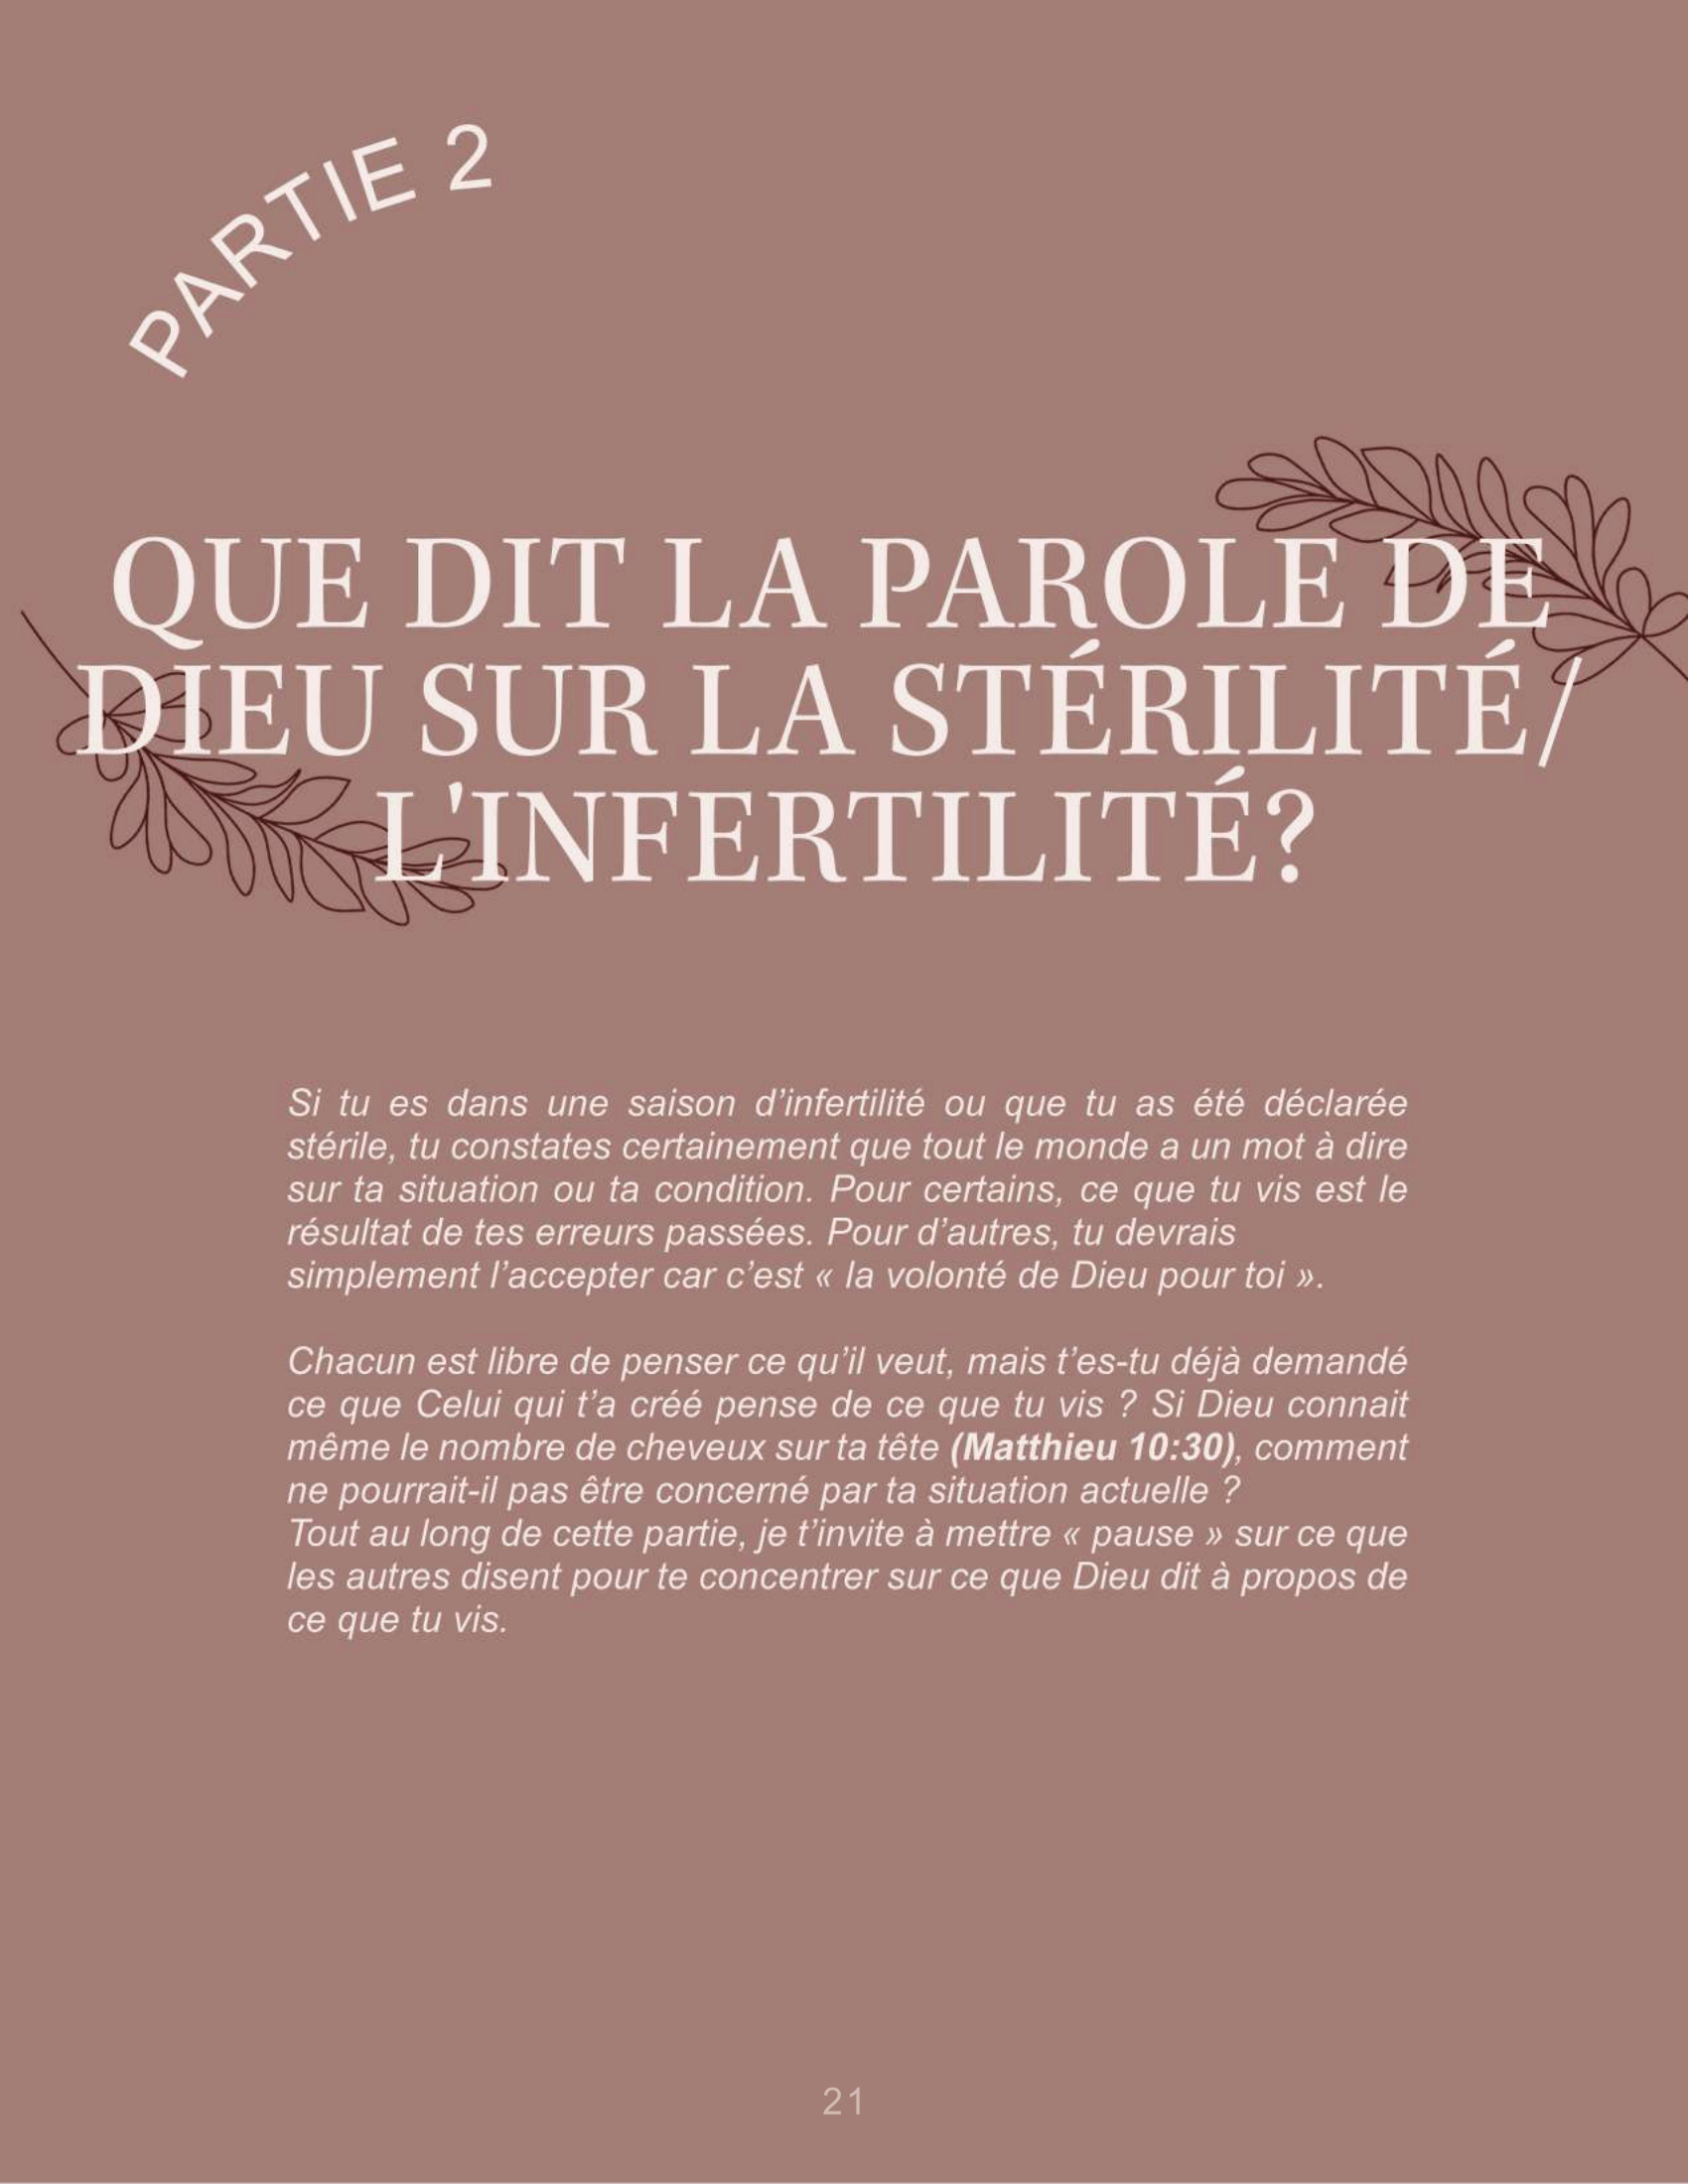 PARTIE 2
QUE DIT LA PAROLE DE
DIEU SUR LA STÉRILITÉ/
L'INFERTILITÉ?
Si tu es dans une saison d’infertilité ou que tu as été déclarée
stérile, tu constates certainement que tout le monde a un mot à dire
sur ta situation ou ta condition. Pour certains, ce que tu vis est le
résultat de tes erreurs passées. Pour d’autres, tu devrais
simplement l’accepter car c’est « la volonté de Dieu pour toi ».
Chacun est libre de penser ce qu’il veut, mais t’es-tu déjà demandé
ce que Celui qui t’a créé pense de ce que tu vis ? Si Dieu connait
même le nombre de cheveux sur ta tête (Matthieu 10:30), comment
ne pourrait-il pas être concerné par ta situation actuelle ?
Tout au long de cette partie, je t’invite à mettre « pause » sur ce que
les autres disent pour te concentrer sur ce que Dieu dit à propos de
ce que tu vis.
21